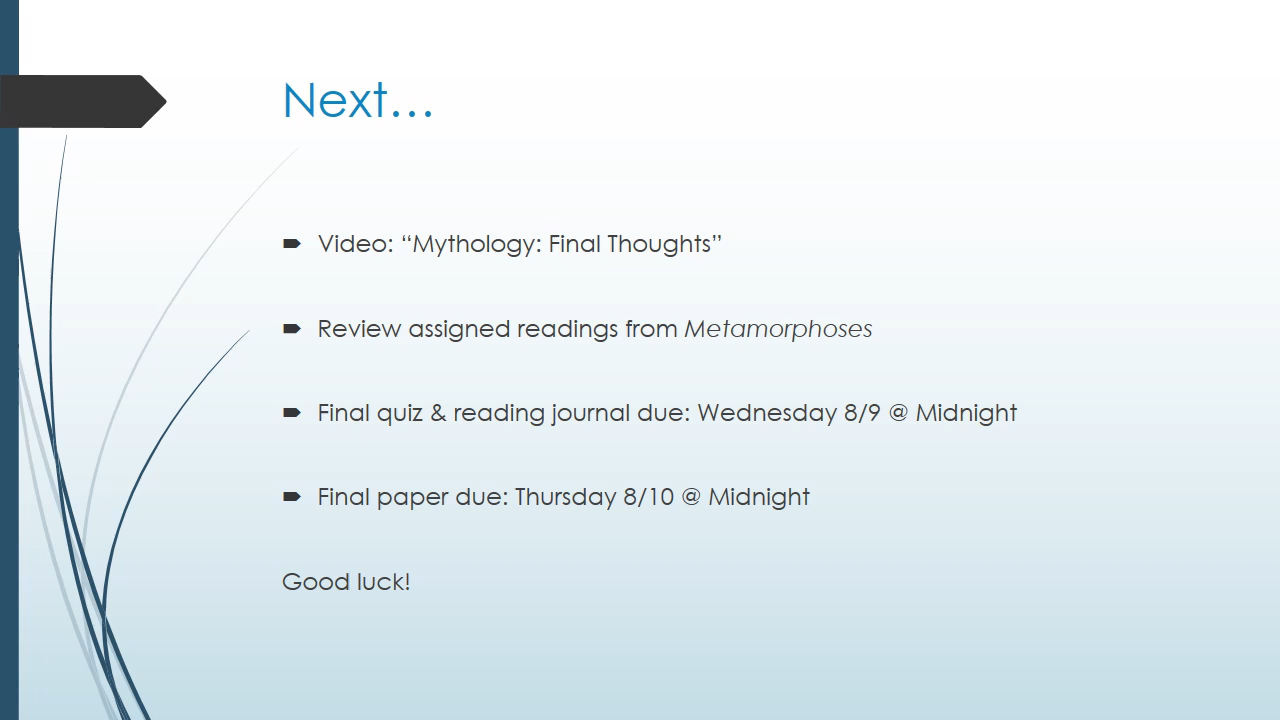 Next…
Video: “Mythology: Final Thoughts”
Review assigned readings from Metamorphoses
Final quiz & reading journal due: Wednesday 8/9 @ Midnight
Final paper due: Thursday 8/10 @ Midnight
Good luck!